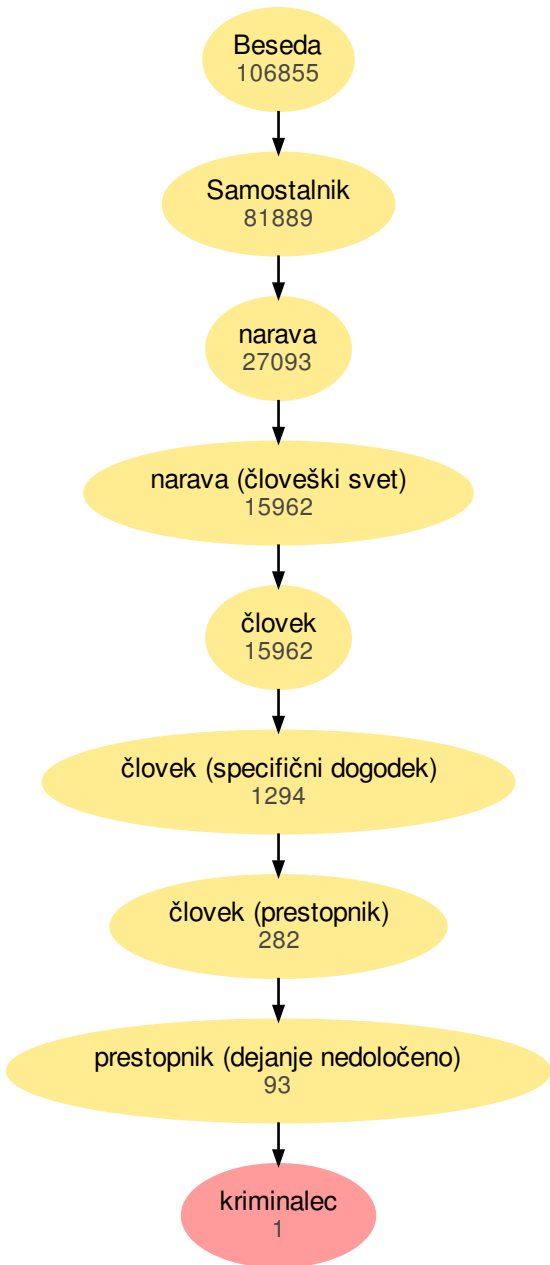 Beseda
106855
Samostalnik
81889
narava
27093
narava (človeški svet)
15962
človek
15962
človek (specifični dogodek)
1294
človek (prestopnik)
282
prestopnik (dejanje nedoločeno)
93
kriminalec
1